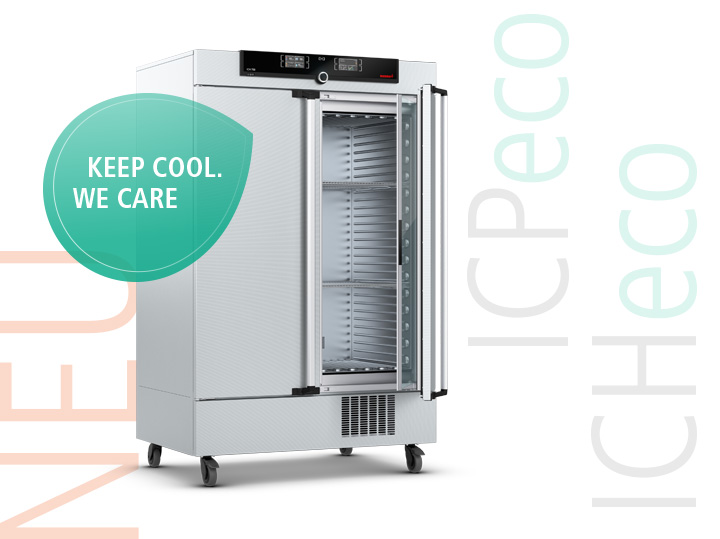 KEEP COOL.
WE CARE
NEU
ICPeco
ICHeco